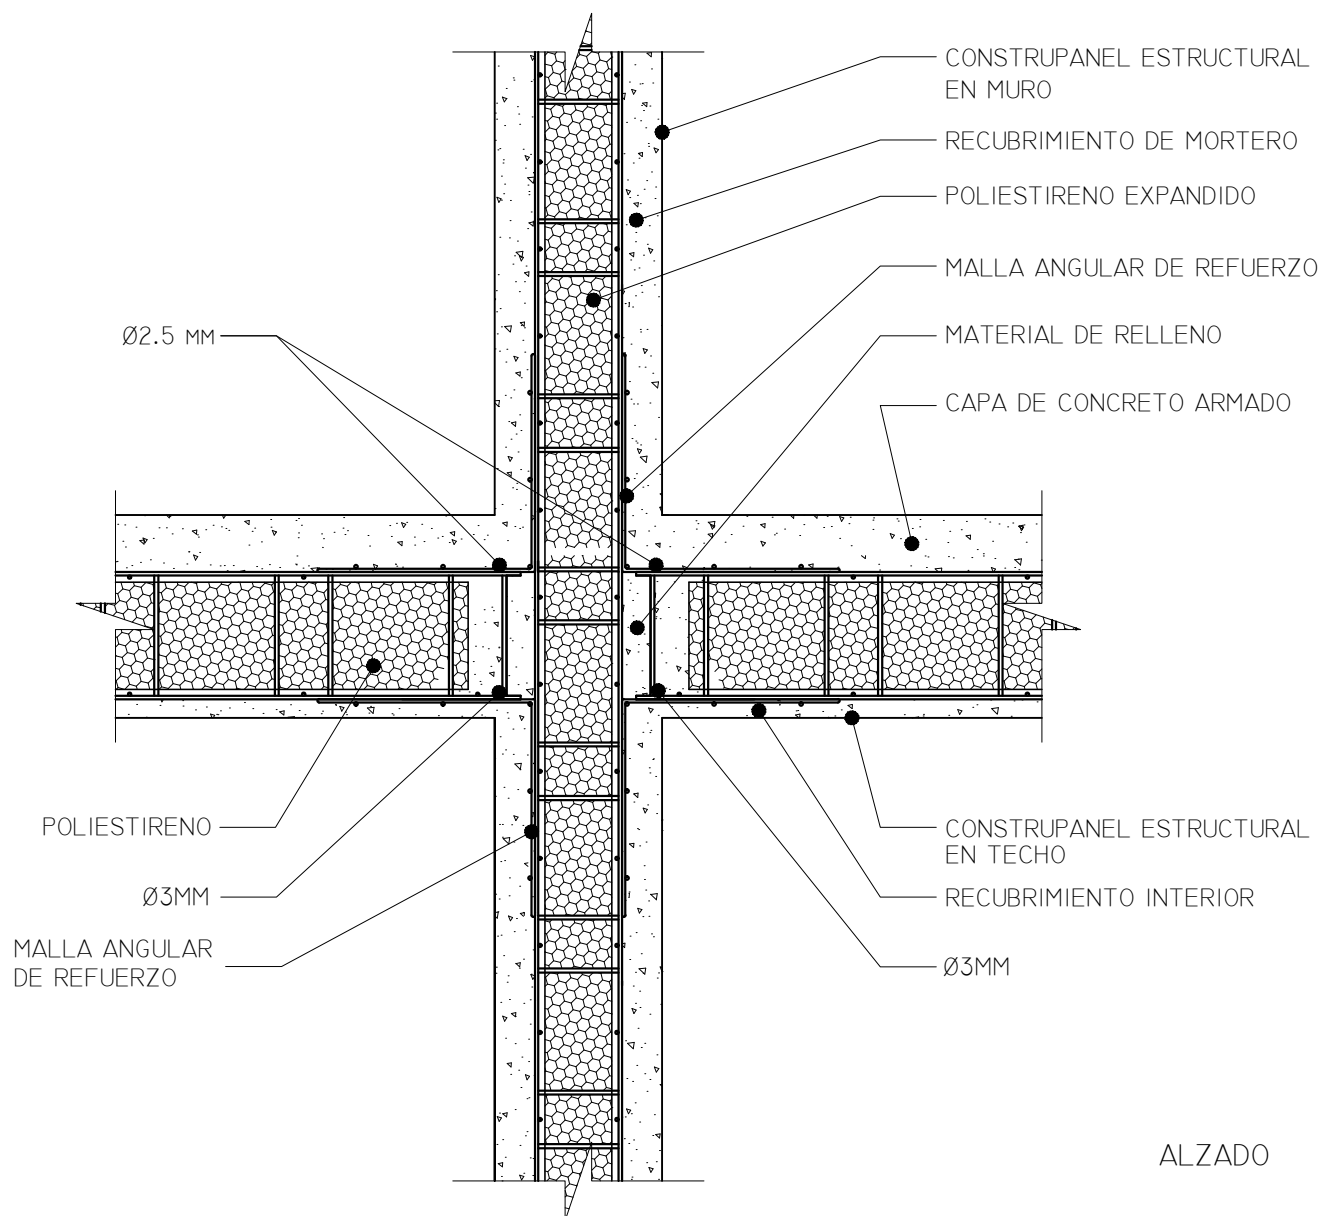 CONSTRUPANEL ESTRUCTURAL
EN MURO
RECUBRIMIENTO DE MORTERO
POLIESTIRENO EXPANDIDO
MALLA ANGULAR DE REFUERZO
MATERIAL DE RELLENO
CAPA DE CONCRETO ARMADO
Ø2.5 MM
POLIESTIRENO
Ø3MM
MALLA ANGULAR
DE REFUERZO
CONSTRUPANEL ESTRUCTURAL
EN TECHO
RECUBRIMIENTO INTERIOR
Ø3MM
ALZADO